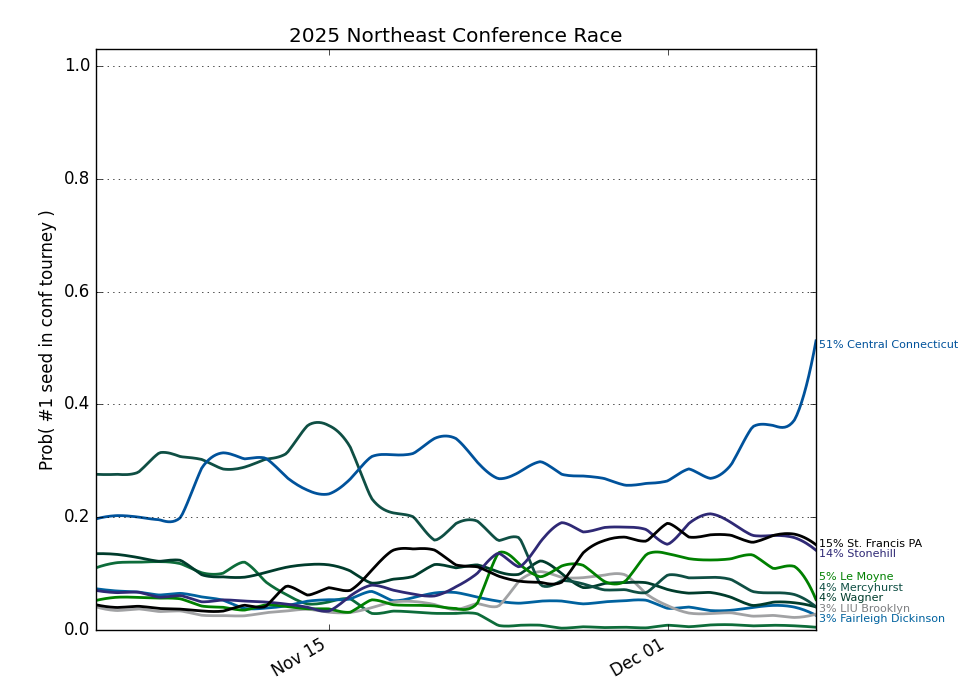 2025 Northeast Conference Race
Prob( #1 seed in conf tourney )
1.0
0.8
0.6
0.4
0.2
0.0
Nov 15
Dec 01
51% Central Connecticut
15% St. Francis PA
14% Stonehill
5% Le Moyne
4% Mercyhurst
4% Wagner
3% LIU Brooklyn
3% Fairleigh Dickinson